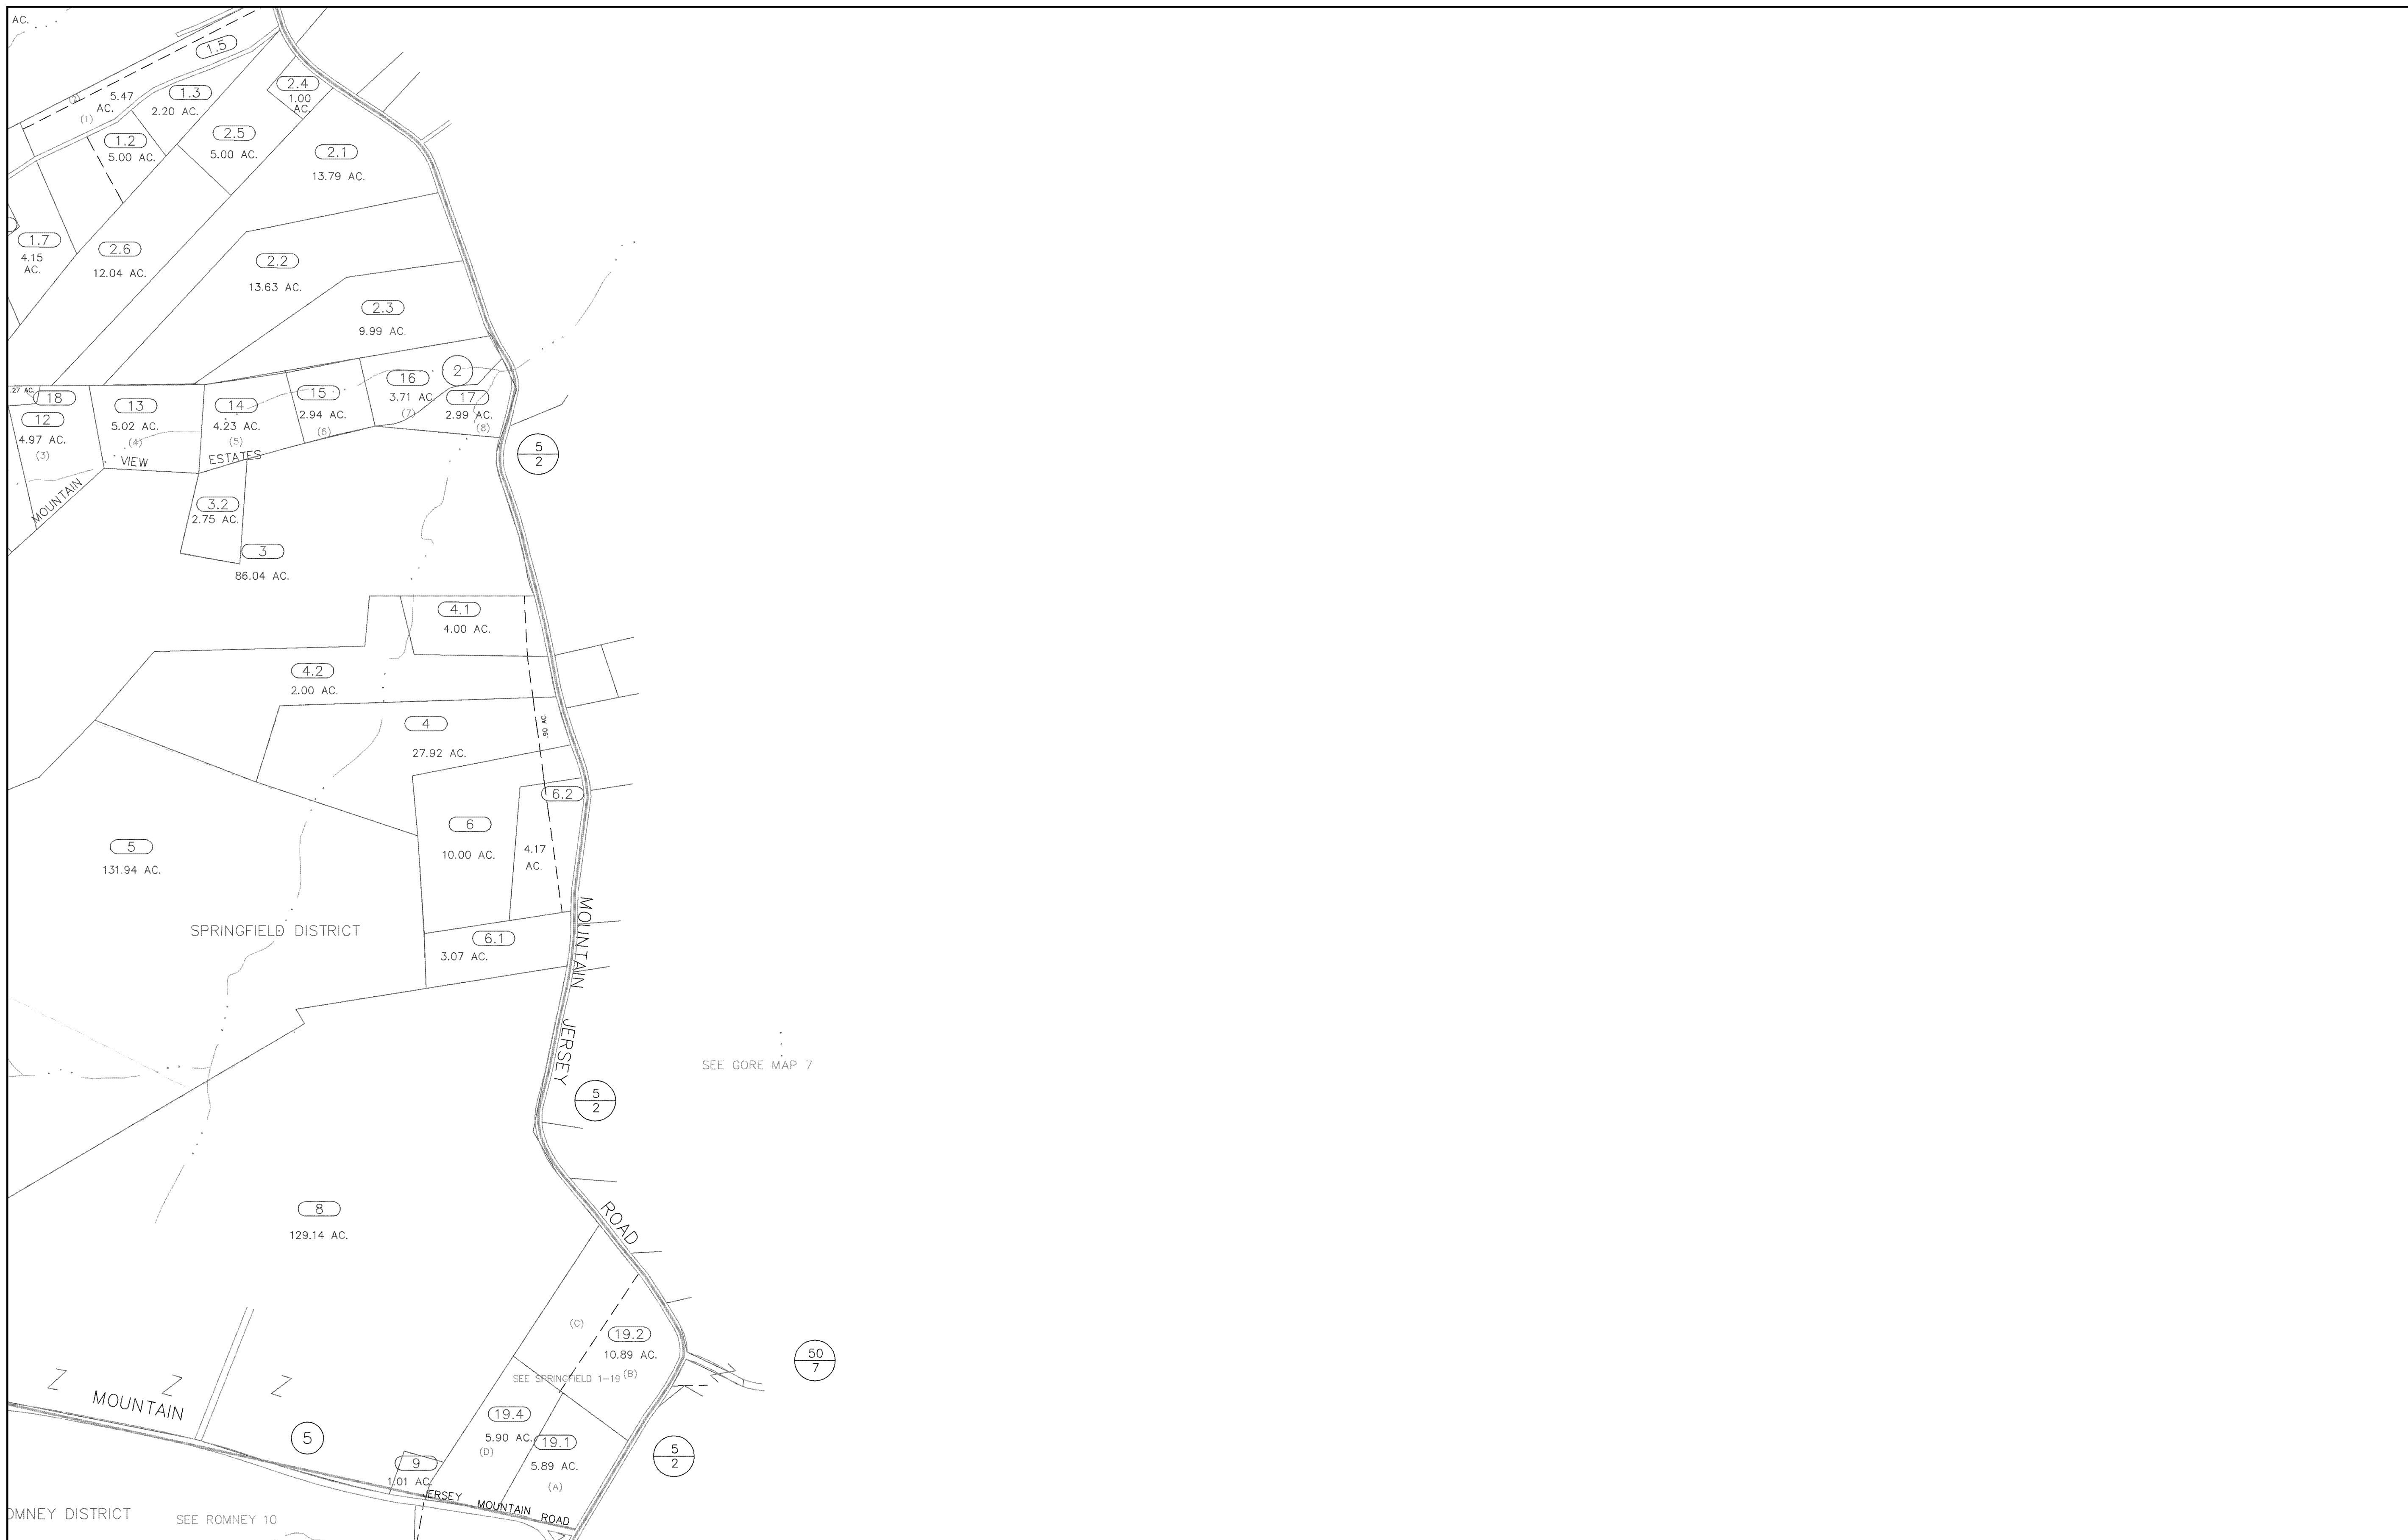 AC.
1.5
(2)
5.47
AC.
(1)
1.3
2.20 AC.
2.4
1.00
AC.
1.2
5.00 AC.
2.5
5.00 AC.
2.1
13.79 AC.
1.7
4.15
AC.
2.6
12.04 AC.
2.2
13.63 AC.
2.3
9.99 AC.
.27 AC.
18
12
4.97 AC.
(3)
13
5.02 AC.
(4)
14
4.23 AC.
(5)
15
2.94 AC.
(6)
16
3.71 AC.
(7)
2
17
2.99 AC.
(8)
MOUNTAIN VIEW ESTATES
5
2
3.2
2.75 AC.
3
86.04 AC.
4.1
4.00 AC.
4.2
2.00 AC.
4
27.92 AC.
.90 AC.
6.2
6
10.00 AC.
4.17
AC.
5
131.94 AC.
SPRINGFIELD DISTRICT
6.1
3.07 AC.
MOUNTAIN
JERSEY
SEE GORE MAP 7
5
2
ROAD
8
129.14 AC.
(C)
19.2
10.89 AC.
(B)
SEE SPRINGFIELD 1-19
50
7
Z Z Z
MOUNTAIN
5
19.4
5.90 AC.
(D)
19.1
5.89 AC.
(A)
5
2
9
1.01 AC.
JERSEY MOUNTAIN ROAD
OMNEY DISTRICT
SEE ROMNEY 10